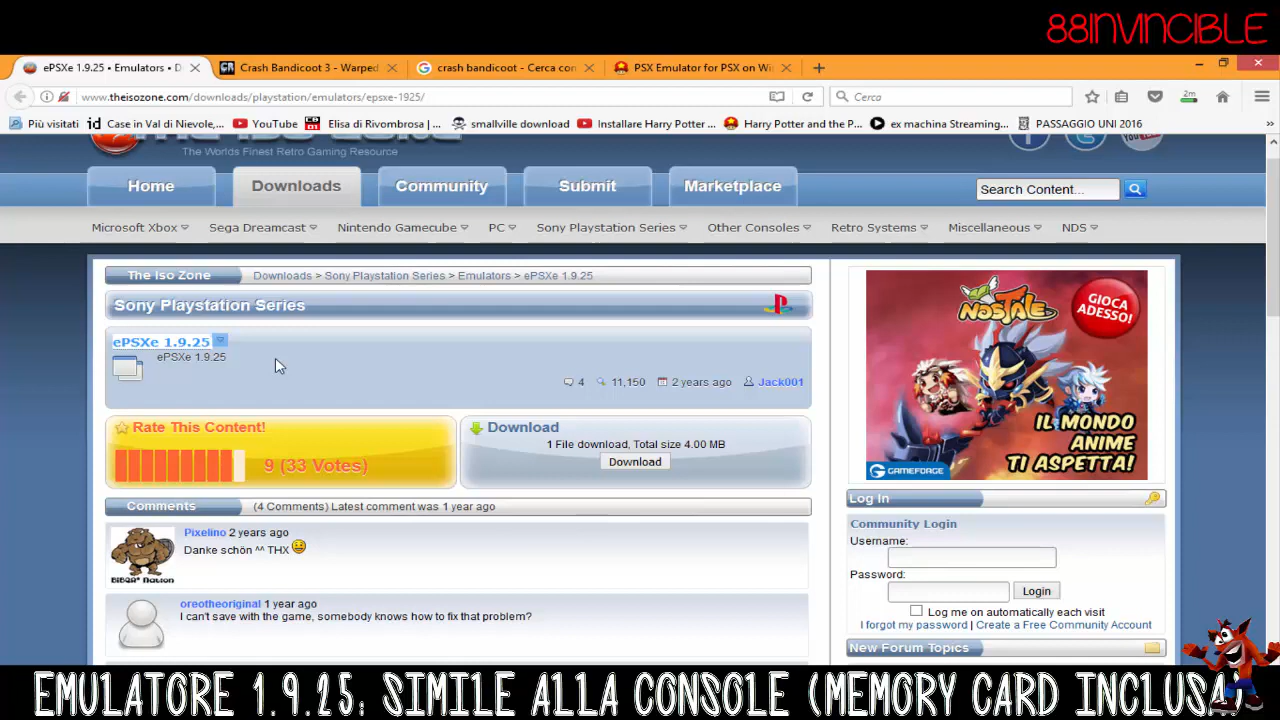 88INVINCIBLE
ePSXe 1.9.25 • Emulators • D
Crash Bandicoot 3 - Warped
crash bandicoot - Cerca con
PSX Emulator for PSX on Wi
www.theisozone.com/downloads/playstation/emulators/epsxe-1925/
Cerca
2m
Più visitati
Case in Val di Nievole,...
YouTube
Elisa di Rivombrosa | ...
smallville download
Installare Harry Potter ...
Harry Potter and the P...
ex machina Streaming...
PASSAGGIO UNI 2016
The Worlds Finest Retro Gaming Resource
Home
Downloads
Community
Submit
Marketplace
Search Content...
Microsoft Xbox
Sega Dreamcast
Nintendo Gamecube
PC
Sony Playstation Series
Other Consoles
Retro Systems
Miscellaneous
NDS
The Iso Zone
Downloads > Sony Playstation Series > Emulators > ePSXe 1.9.25
Sony Playstation Series
ePSXe 1.9.25
ePSXe 1.9.25
4
11,150
2 years ago
Jack001
Rate This Content!
9 (33 Votes)
Download
1 File download, Total size 4.00 MB
Download
Comments
(4 Comments) Latest comment was 1 year ago
Pixelino 2 years ago
Danke schön ^^ THX
oreotheoriginal 1 year ago
I can't save with the game, somebody knows how to fix that problem?
NOSTALE
GIOCA ADESSO!
IL MONDO
ANIME
TI ASPETTA!
GAMEFORGE
Log In
Community Login
Username:
Password:
Login
Log me on automatically each visit
I forgot my password | Create a Free Community Account
New Forum Topics
EMULATORE 1.9.25: SIMILE ALLA CONSOLE (MEMORY CARD INCLUSA)